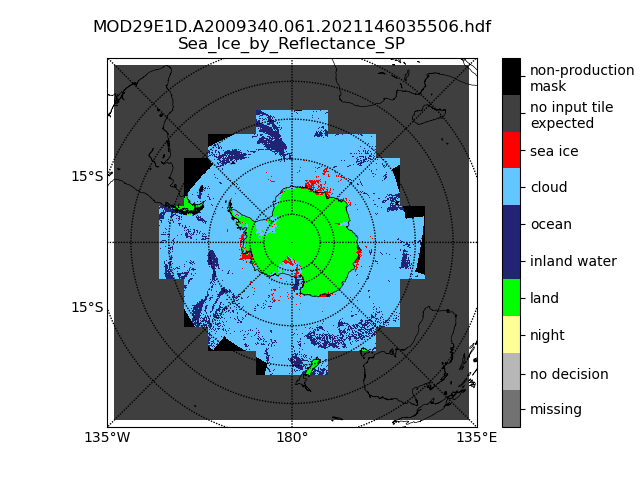 MOD29E1D.A2009340.061.2021146035506.hdf
Sea_Ice_by_Reflectance_SP
non-production
mask
no input tile
expected
sea ice
cloud
ocean
inland water
land
night
no decision
missing
15°S
15°S
135°W
180°
135°E